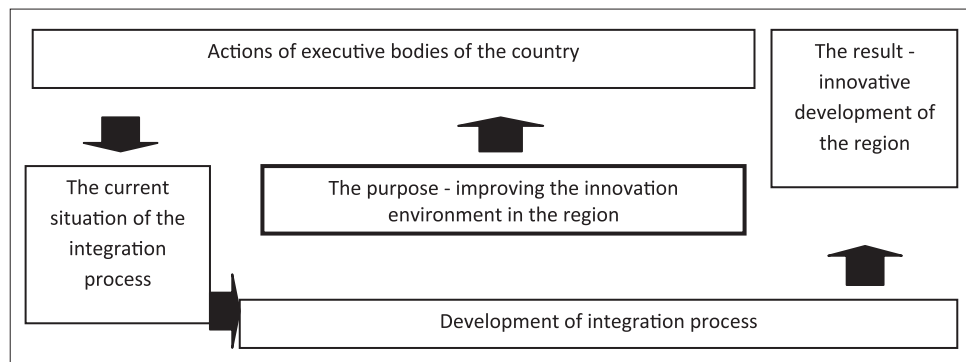 Actions of executive bodies of the country
The result -
innovative
development of
the region
The current
situation of the
integration
process
The purpose - improving the innovation
environment in the region
Development of integration process